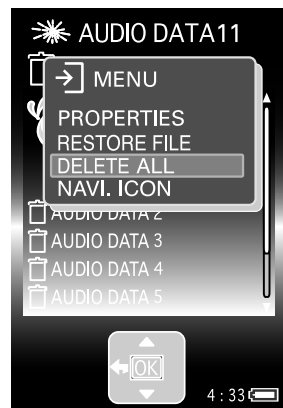 AUDIO DATA11
MENU
PROPERTIES
RESTORE FILE
DELETE ALL
NAVI. ICON
AUDIO DATA 2
AUDIO DATA 3
AUDIO DATA 4
AUDIO DATA 5
OK
4:33